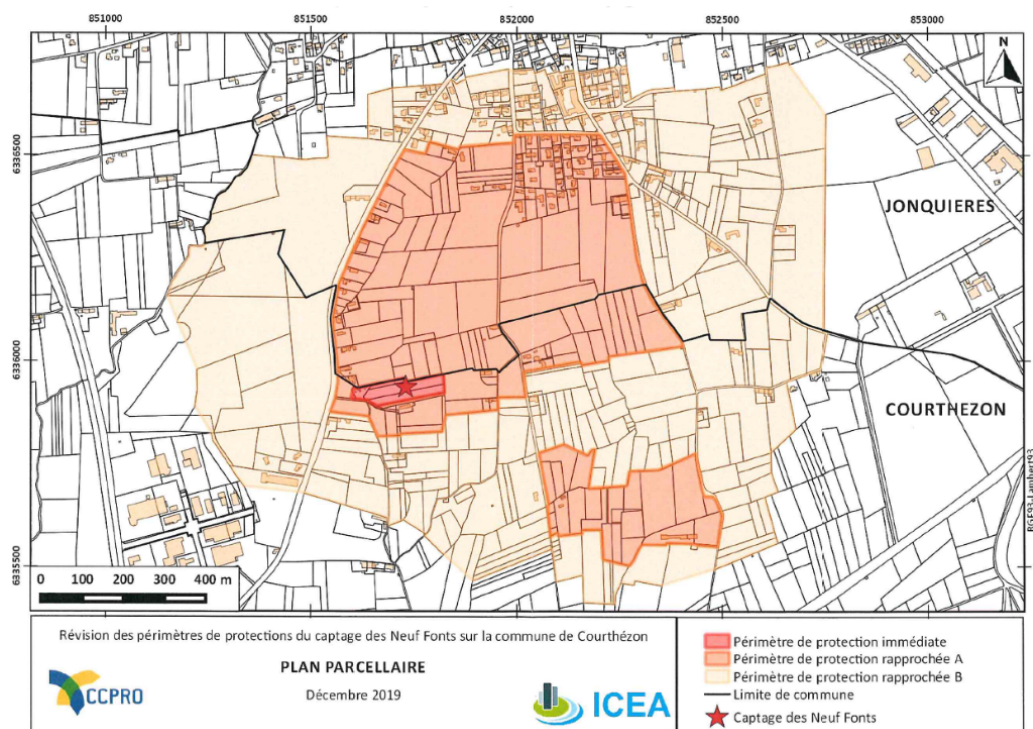 851000
851500
852000
852500
853000
N
6336500
6336000
6335500
JONQUIERES
COURTHEZON
RGF93-Lambert93
0 100 200 300 400 m
Révision des périmètres de protections du captage des Neuf Fonts sur la commune de Courthézon
PLAN PARCELLAIRE
Décembre 2019
CCPRO
ICEA
Périmètre de protection immédiate
Périmètre de protection rapprochée A
Périmètre de protection rapprochée B
Limite de commune
Captage des Neuf Fonts